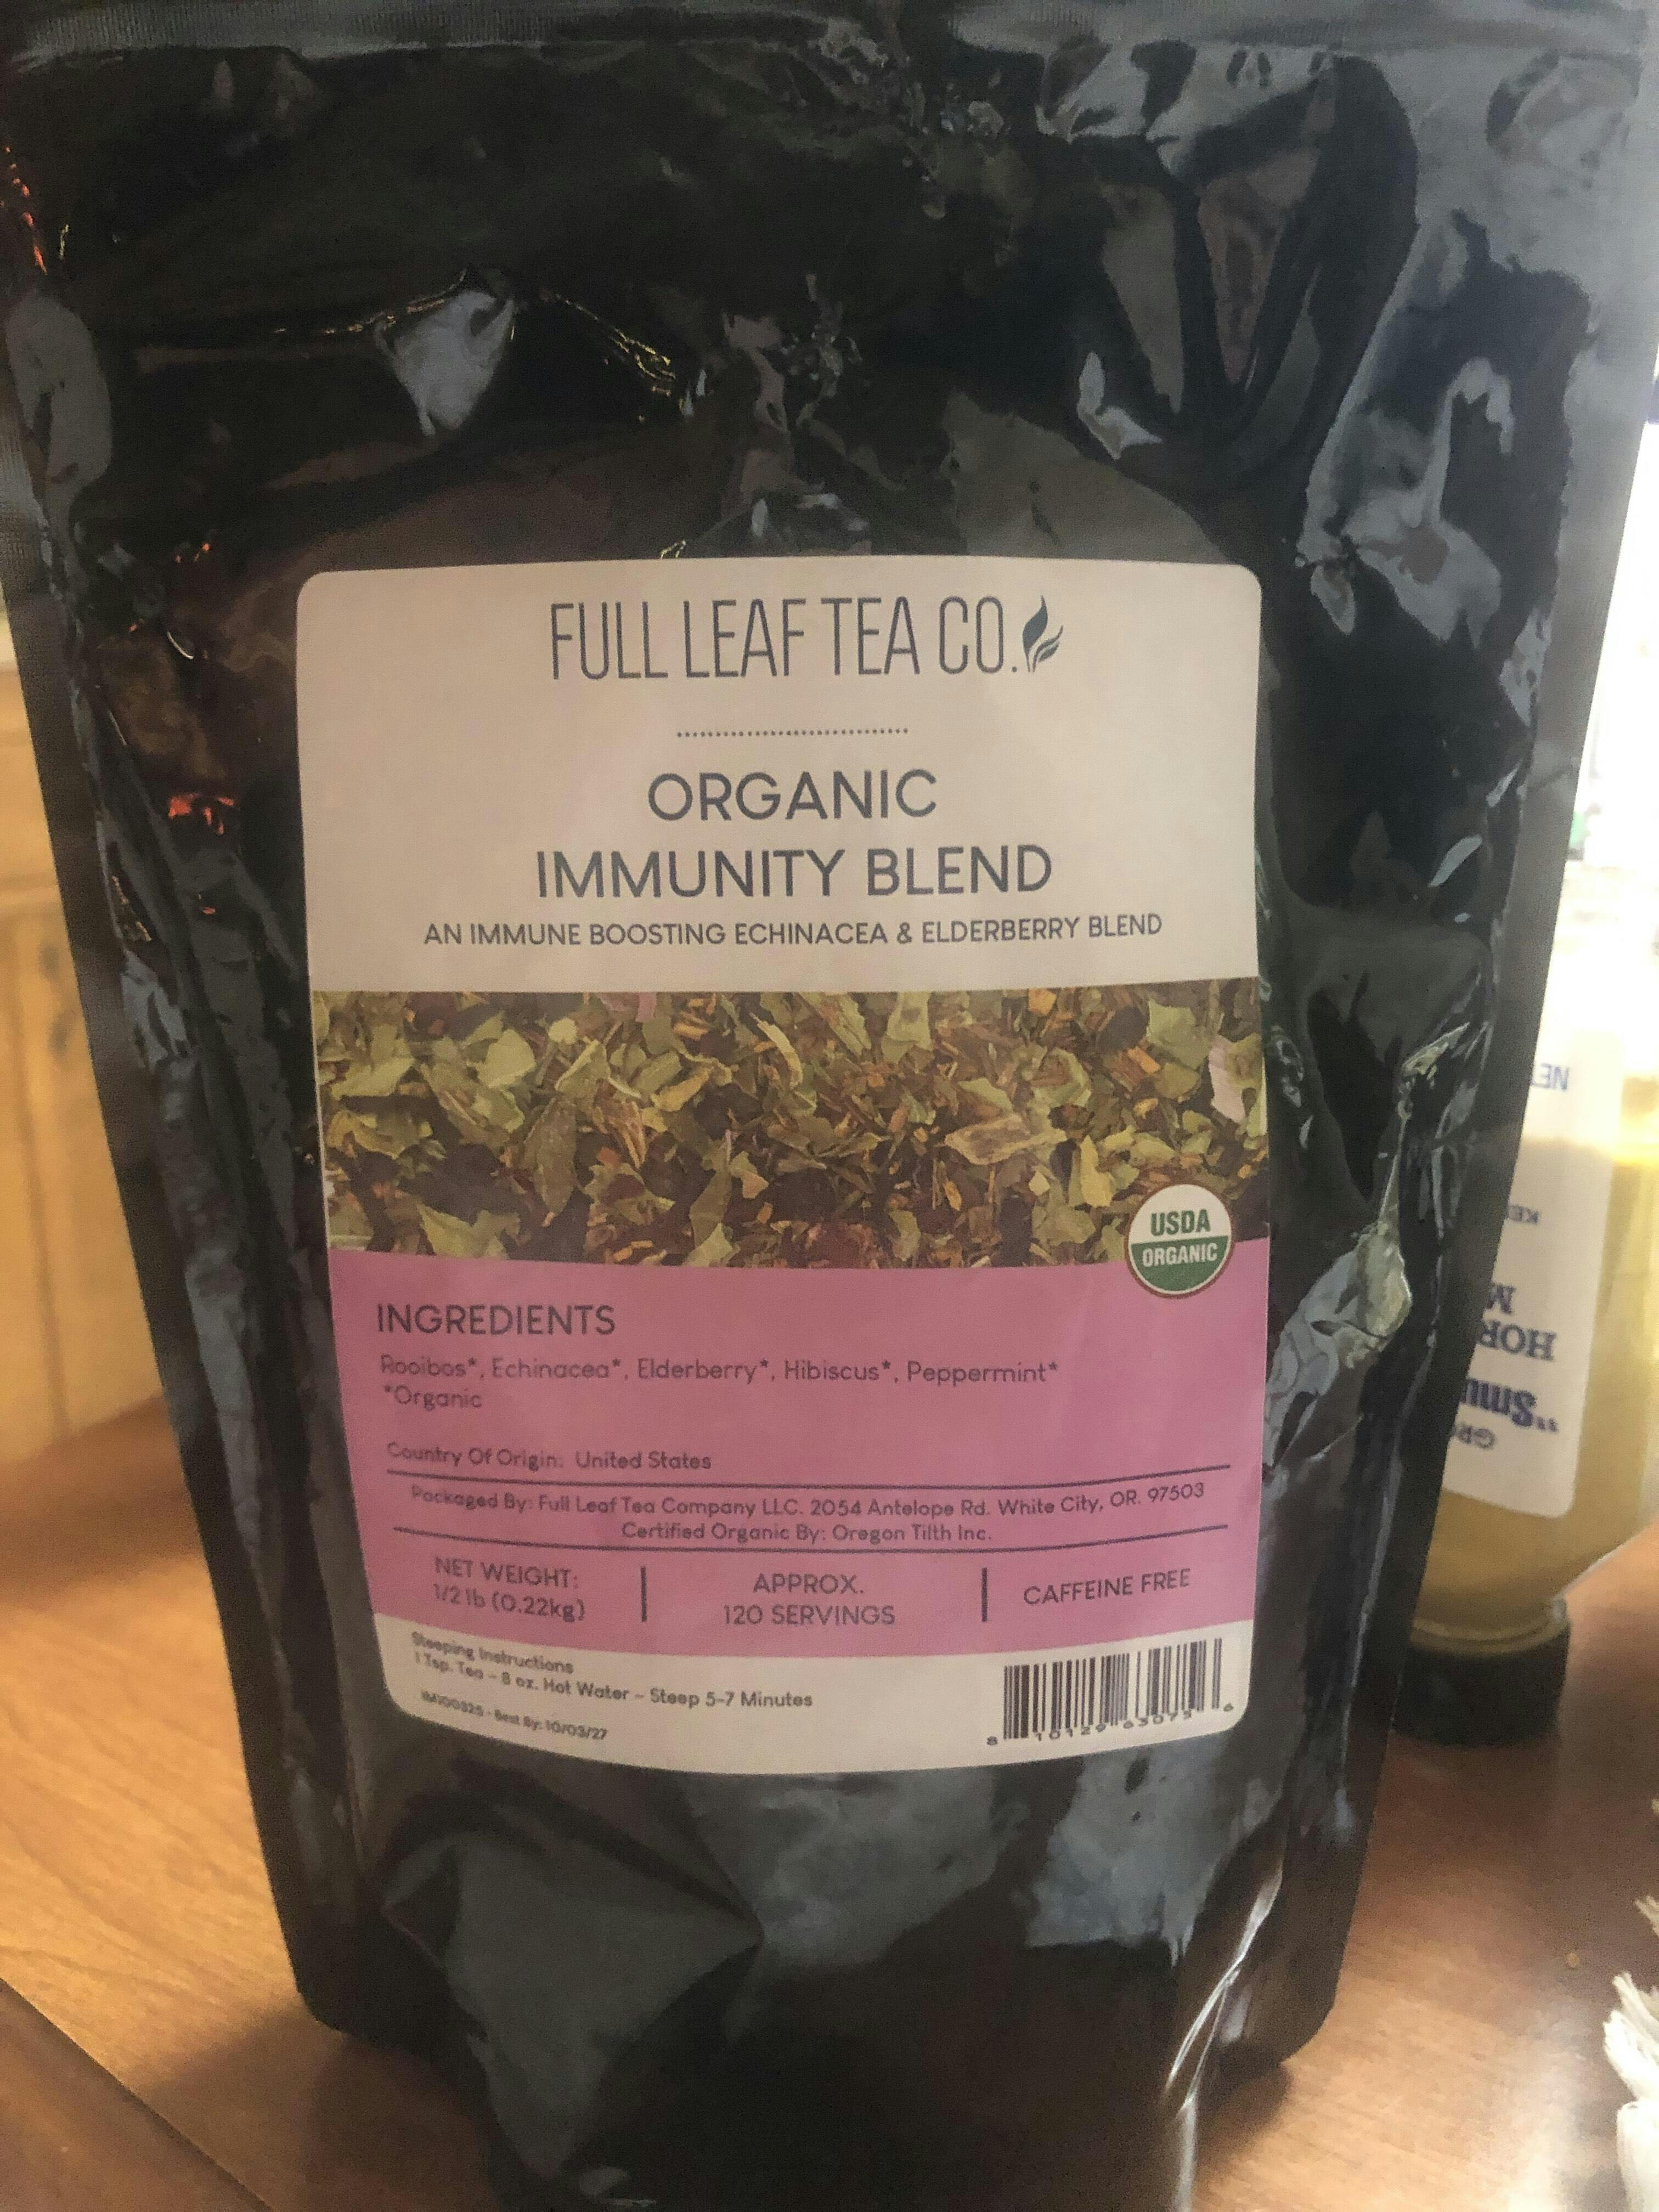 FULL LEAF TEA CO.
ORGANIC
IMMUNITY BLEND
AN IMMUNE BOOSTING ECHINACEA & ELDERBERRY BLEND
USDA
ORGANIC
INGREDIENTS
Rooibos*, Echinacea*, Elderberry*, Hibiscus*, Peppermint*
*Organic
Country Of Origin: United States
Packaged By: Full Leaf Tea Company LLC. 2054 Antelope Rd. White City, OR. 97503
Certified Organic By: Oregon Tilth Inc.
NET WEIGHT:
1/2 lb (0.22kg)
APPROX.
120 SERVINGS
CAFFEINE FREE
Steeping Instructions
1 Tsp. Tea ~ 8 oz. Hot Water ~ Steep 5-7 Minutes
Best By: 10/03/27
HOR